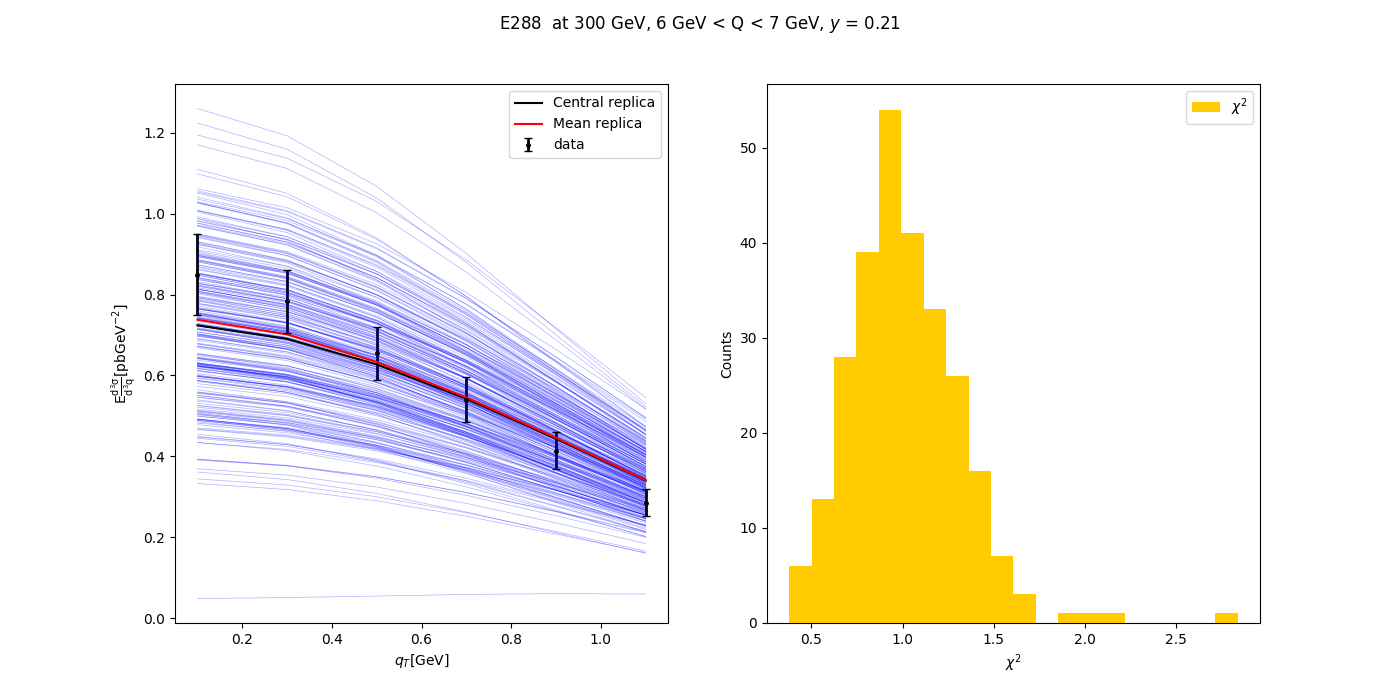 E288  at 300 GeV, 6 GeV < Q < 7 GeV, y = 0.21
Central replica
Mean replica
data
1.2
1.0
0.8
0.6
0.4
0.2
0.0
E d³σ/d³q [pbGeV⁻²]
0.2 0.4 0.6 0.8 1.0
q_T[GeV]
χ²
50
40
30
20
10
0
Counts
0.5 1.0 1.5 2.0 2.5
χ²